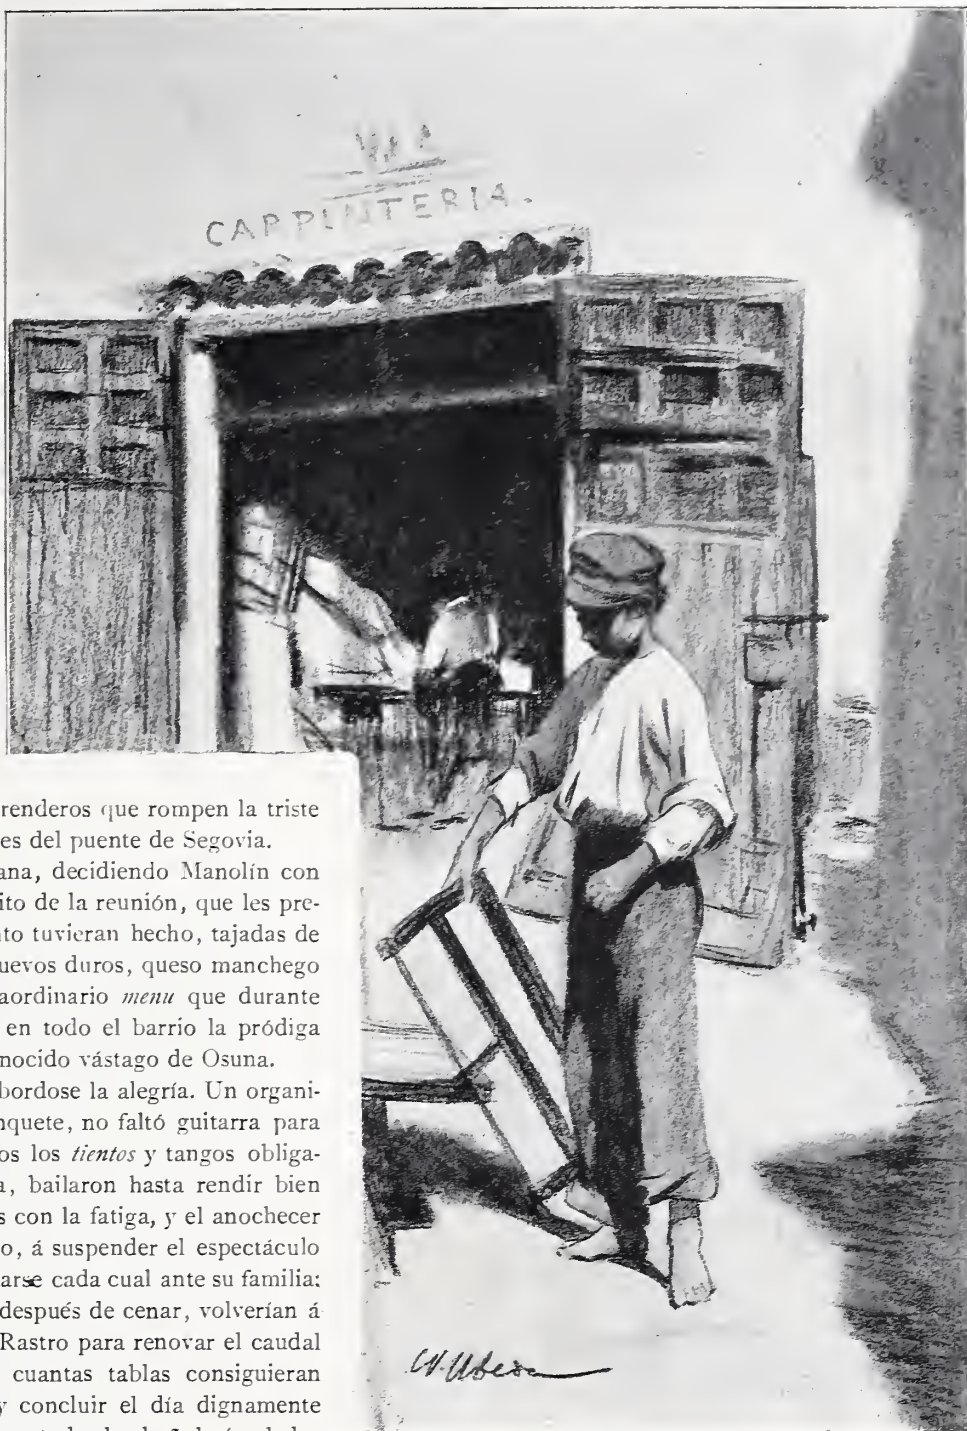 CARPINTERIA.
renderos que rompen la triste
es del puente de Segovia.
ana, decidiendo Manolín con
ito de la reunión, que les pre-
nto tuvieran hecho, tajadas de
uevos duros, queso manchego
aordinario menu que durante
en todo el barrio la pródiga
nocido vástago de Osuna.
bordose la alegría. Un organi-
nquete, no faltó guitarra para
os los tientos y tangos obliga-
a, bailaron hasta rendir bien
s con la fatiga, y el anochecer
o, á suspender el espectáculo
arse cada cual ante su familia:
después de cenar, volverían á
Rastro para renovar el caudal
cuantas tablas consiguieran
y concluir el día dignamente